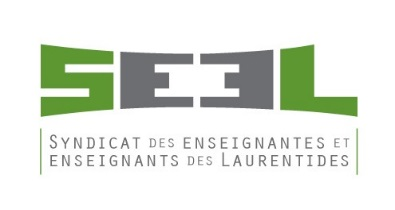 SEEL
SYNDICAT DES ENSEIGNANTES ET
ENSEIGNANTS DES LAURENTIDES